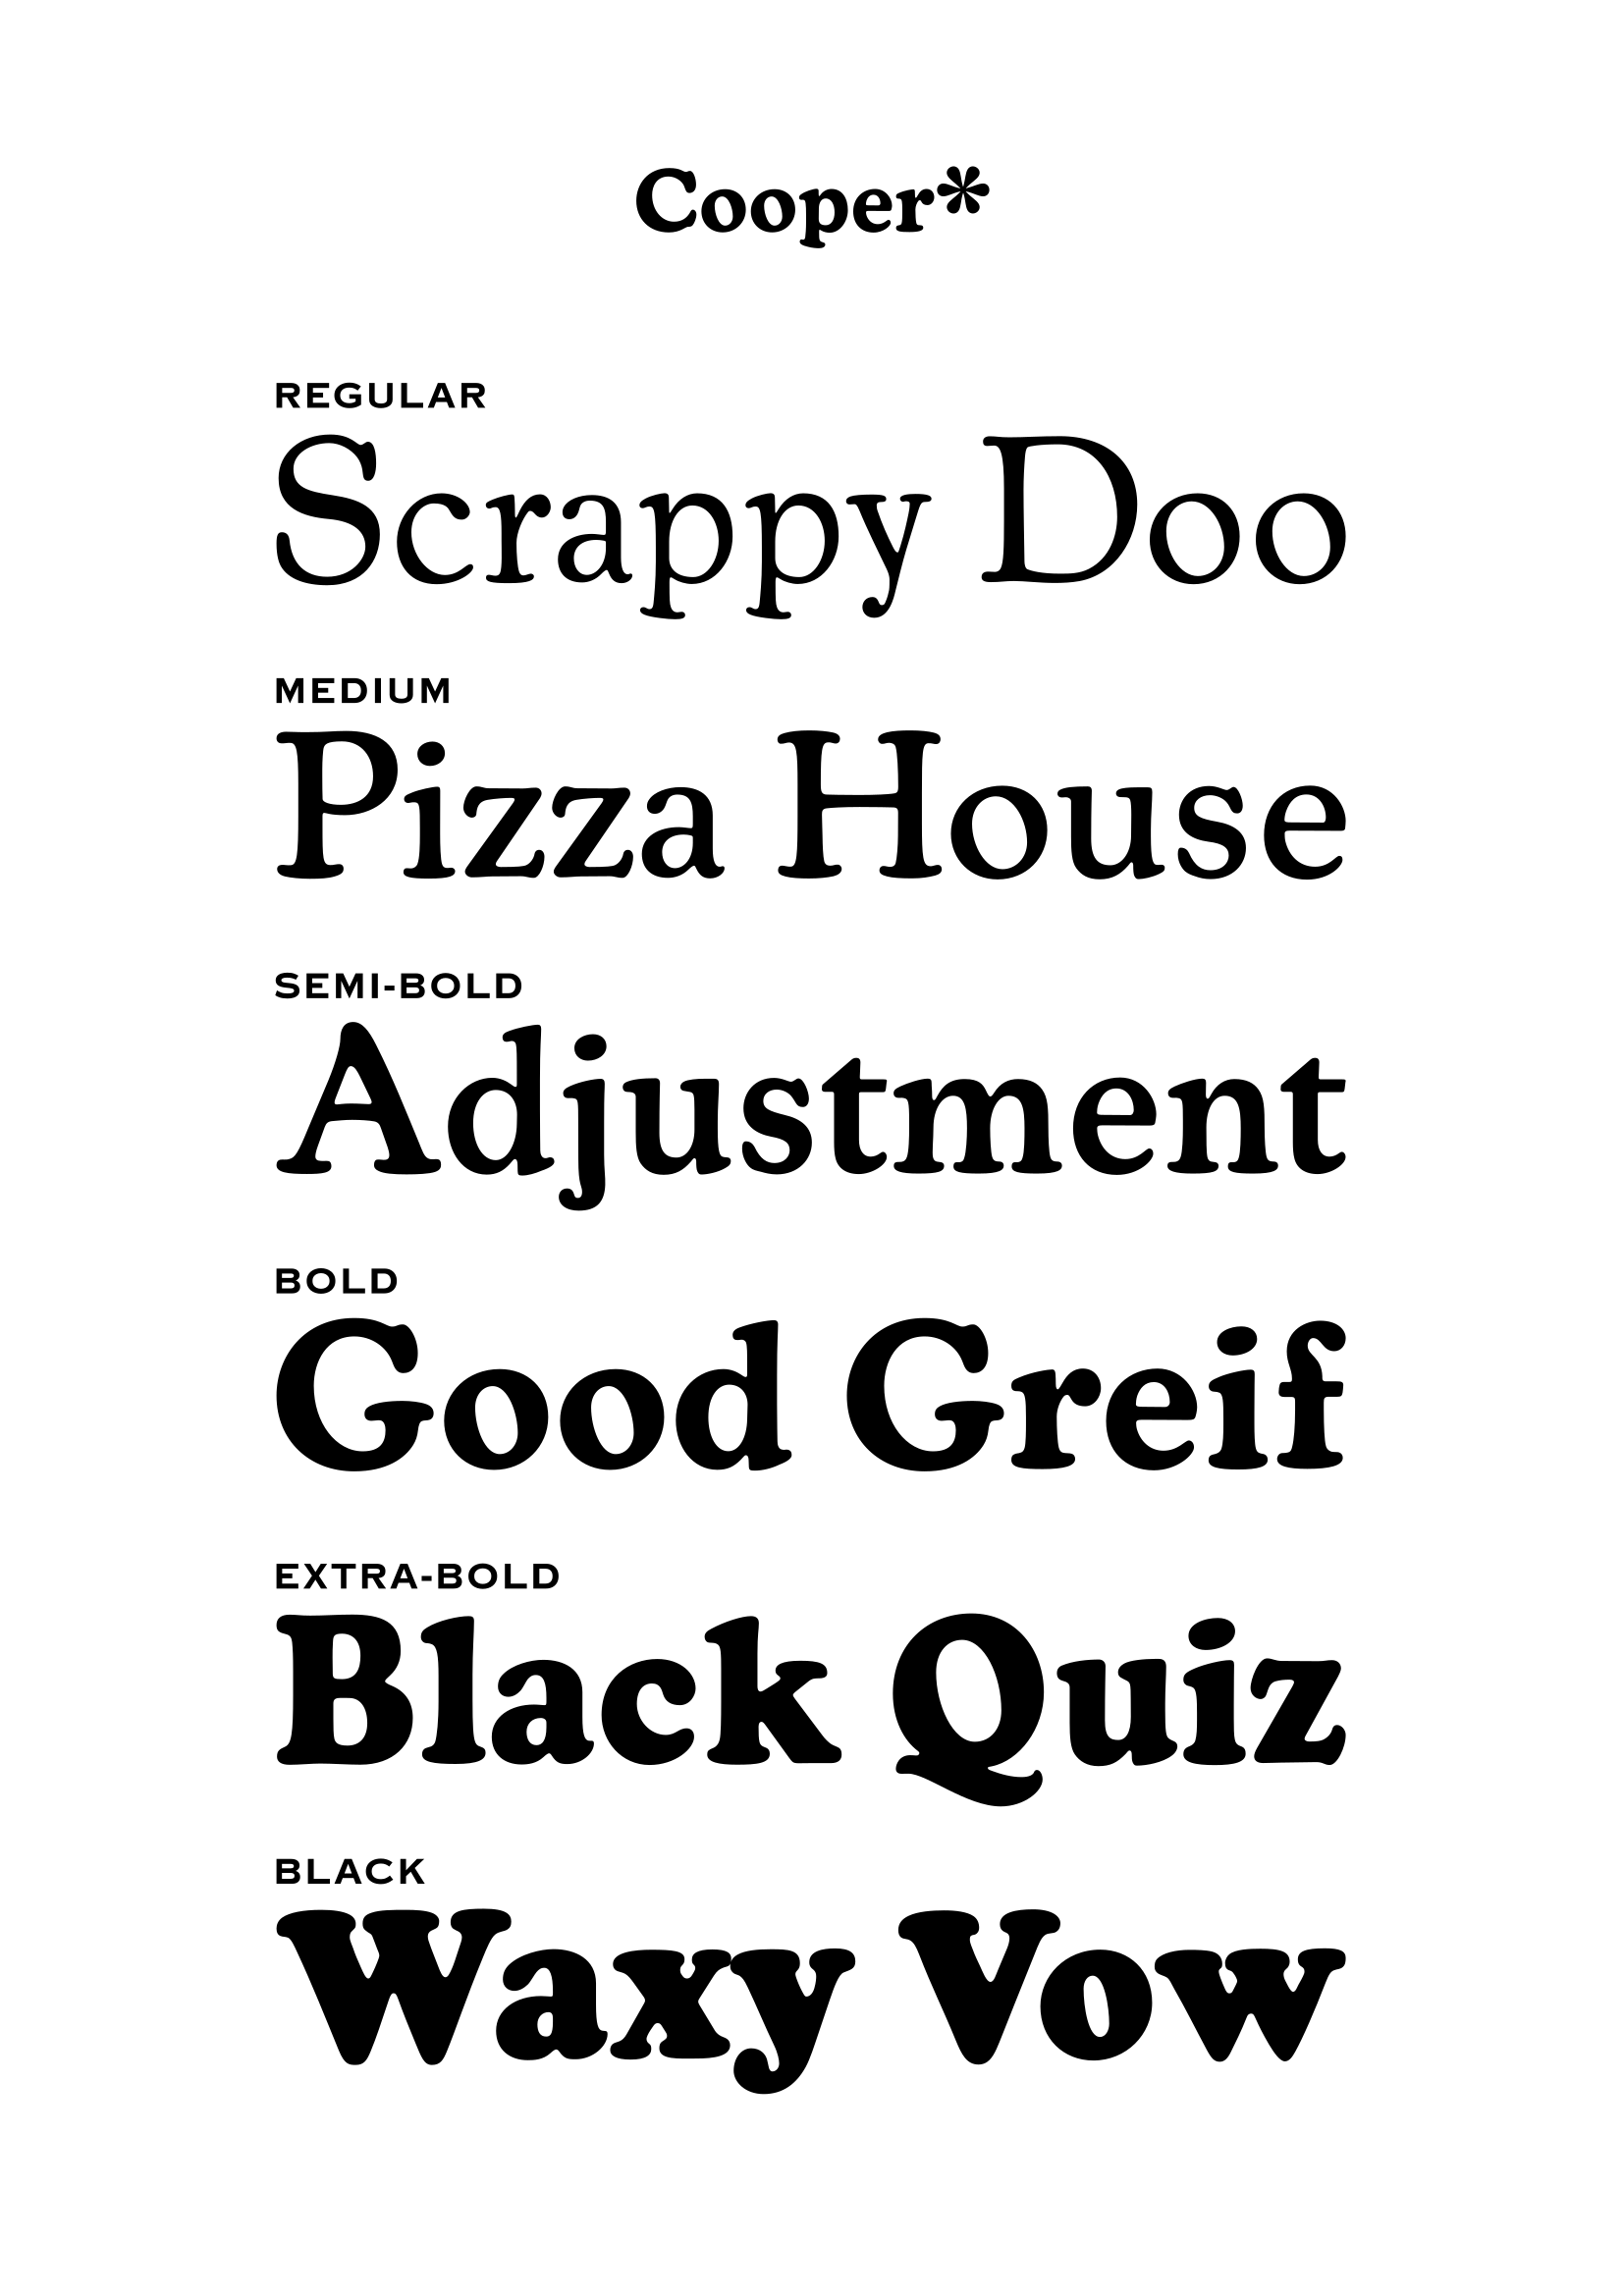 Cooper*
REGULAR
Scrappy Doo
MEDIUM
Pizza House
SEMI-BOLD
Adjustment
BOLD
Good Greif
EXTRA-BOLD
Black Quiz
BLACK
Waxy Vow